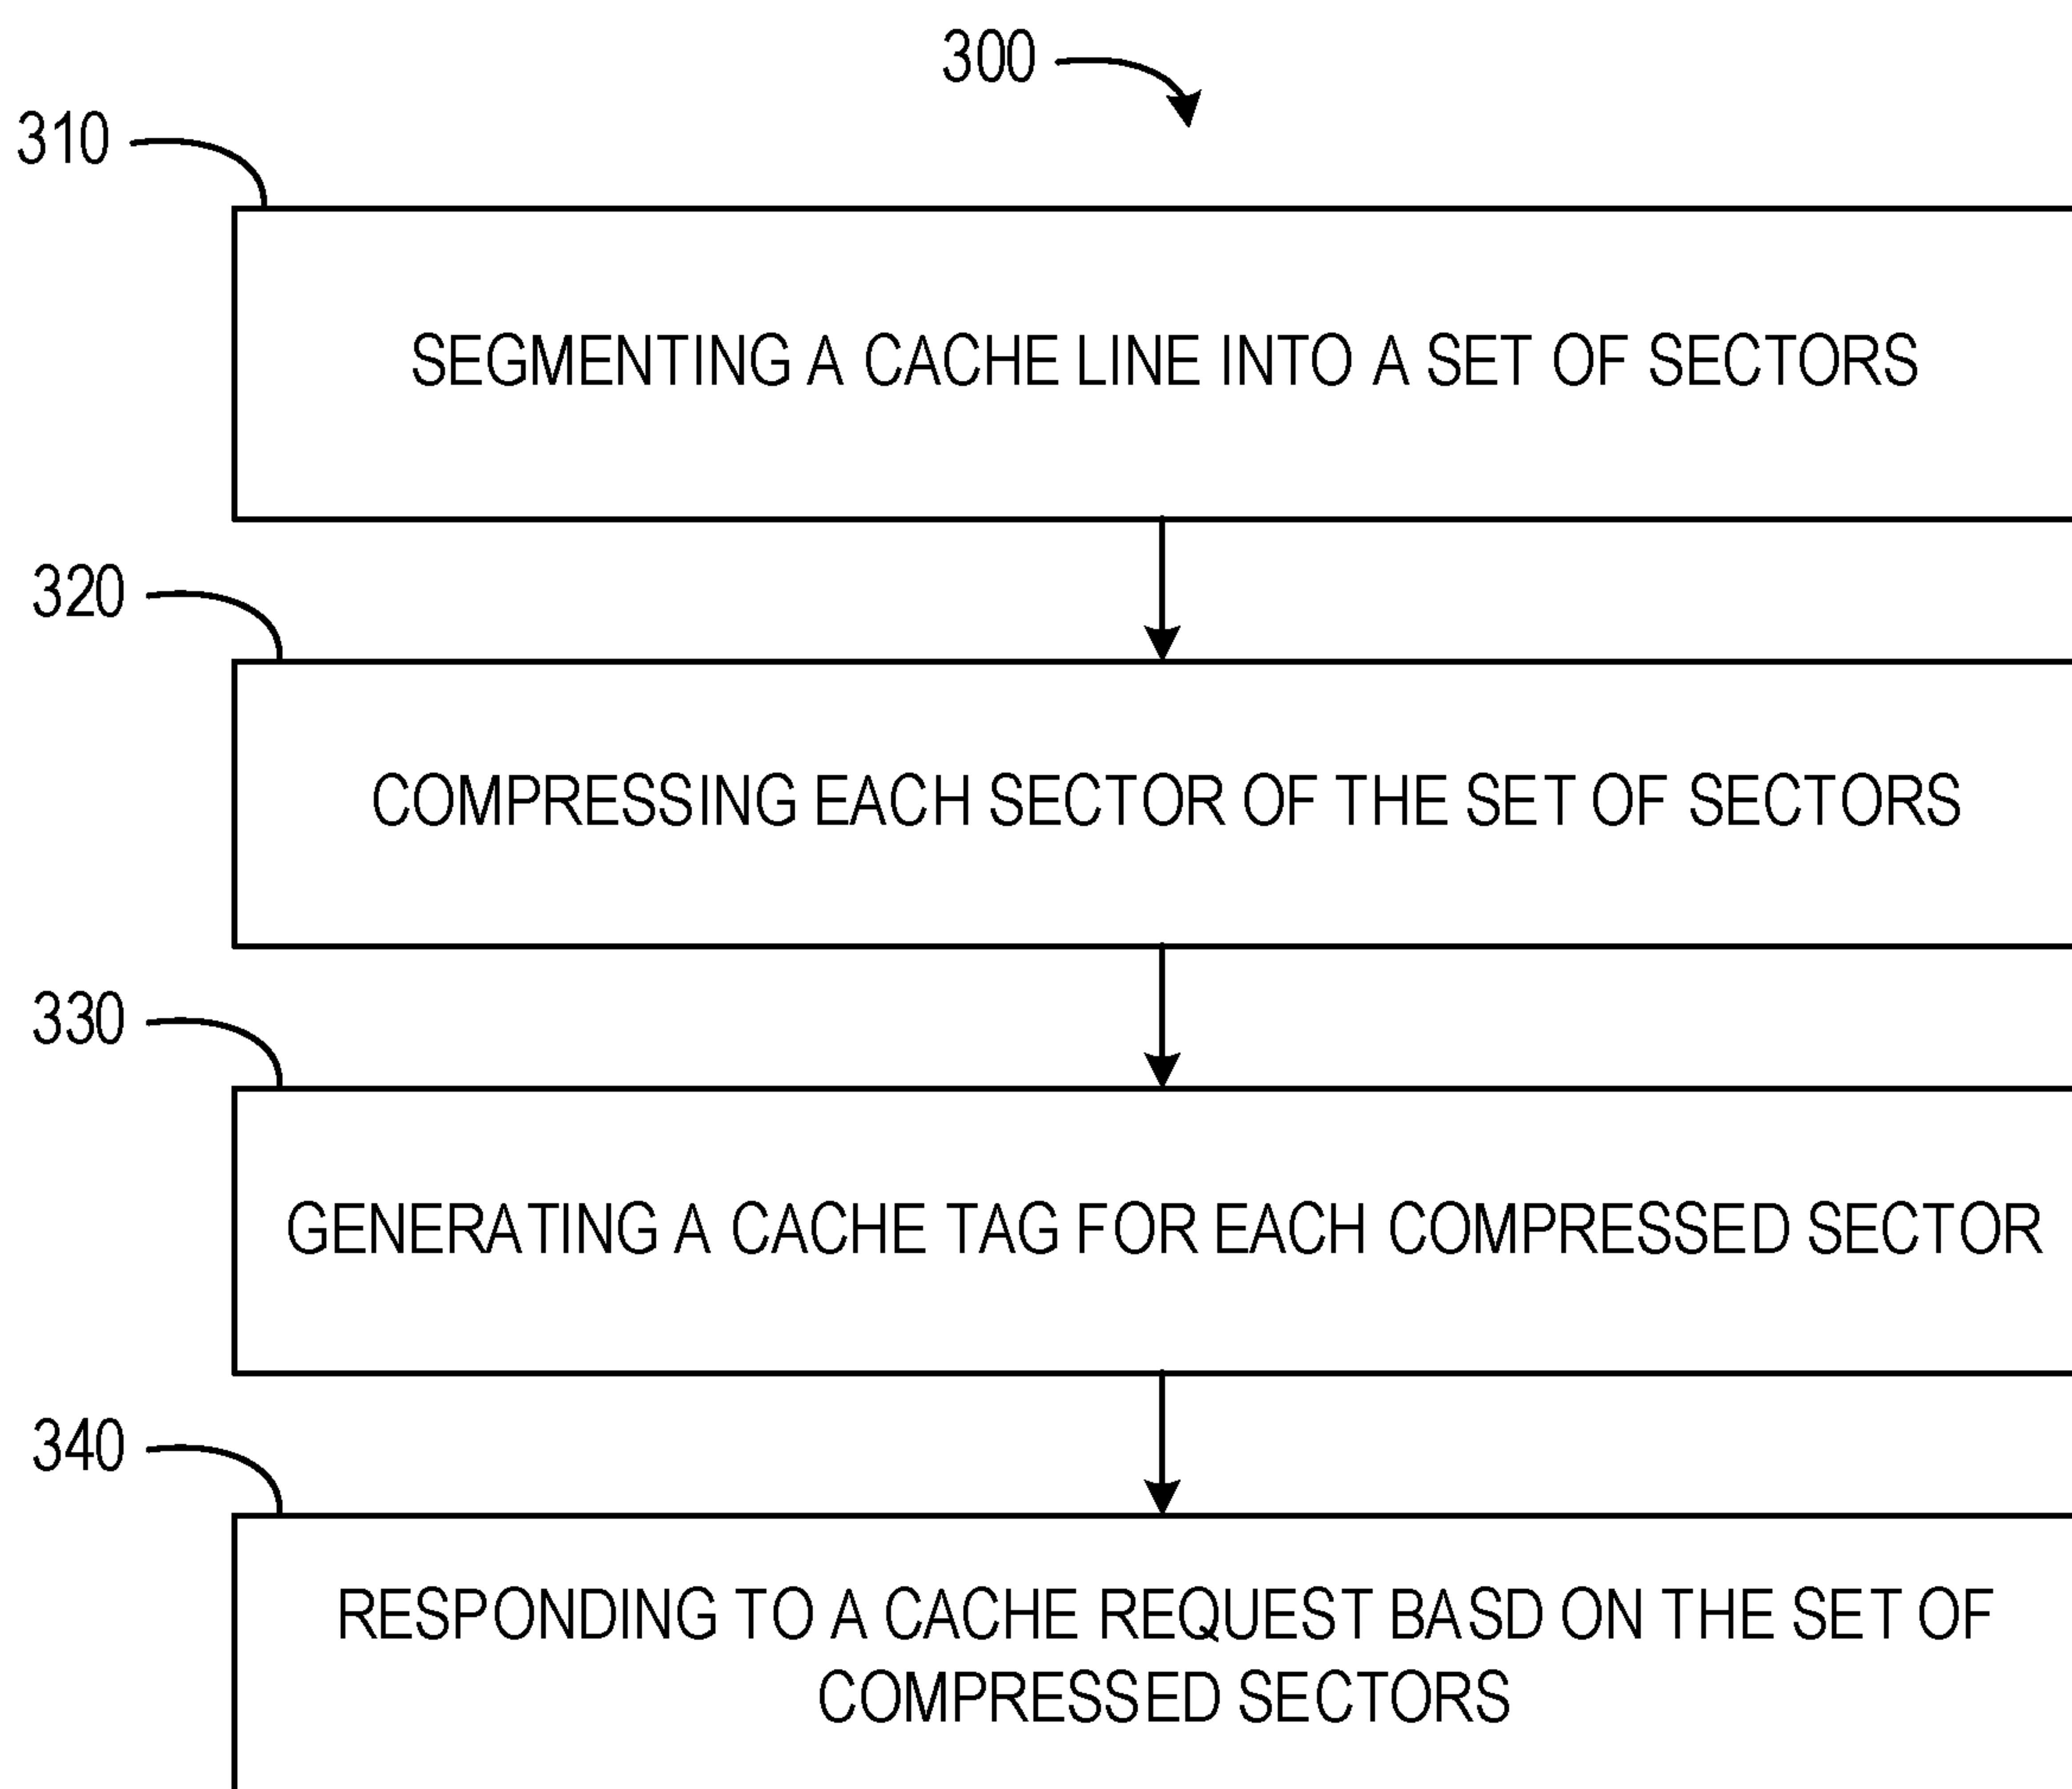 300
310
SEGMENTING A CACHE LINE INTO A SET OF SECTORS
320
COMPRESSING EACH SECTOR OF THE SET OF SECTORS
330
GENERATING A CACHE TAG FOR EACH COMPRESSED SECTOR
340
RESPONDING TO A CACHE REQUEST BASD ON THE SET OF
COMPRESSED SECTORS